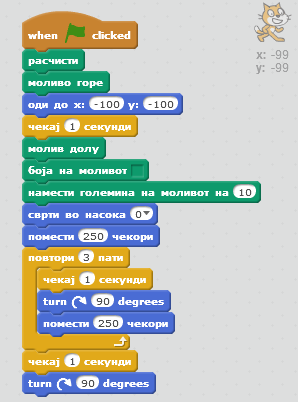 when clicked
расчисти
моливо горе
оди до x: -100 y: -100
чекај 1 секунди
молив долу
боја на моливот
намести големина на моливот на 10
сврти во насока 0
помести 250 чекори
повтори 3 пати
чекај 1 секунди
turn 90 degrees
помести 250 чекори
чекај 1 секунди
turn 90 degrees
x: -99
y: -99